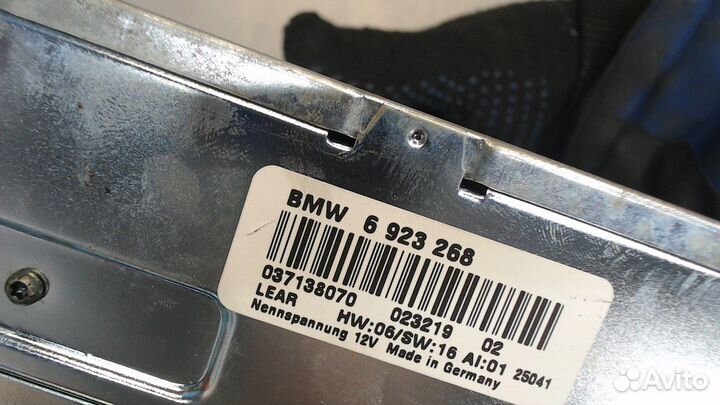 BMW 6 923 268
037138070 023219 02
LEAR HW:06/SW:16 AI:01 25041
Nennspannung 12V Made in Germany
Avito